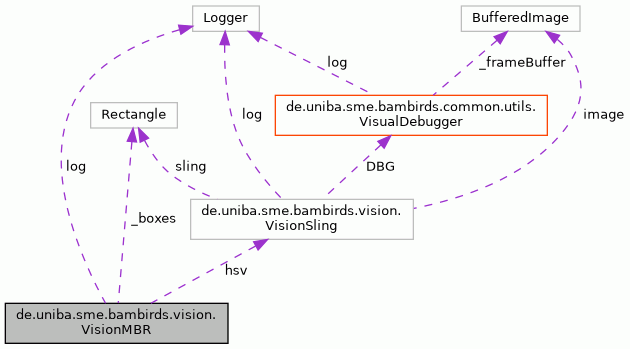 Logger
BufferedImage
log
_frameBuffer
de.uniba.sme.bambirds.common.utils.
VisualDebugger
Rectangle
log
image
log
sling
DBG
de.uniba.sme.bambirds.vision.
VisionSling
_boxes
hsv
de.uniba.sme.bambirds.vision.
VisionMBR